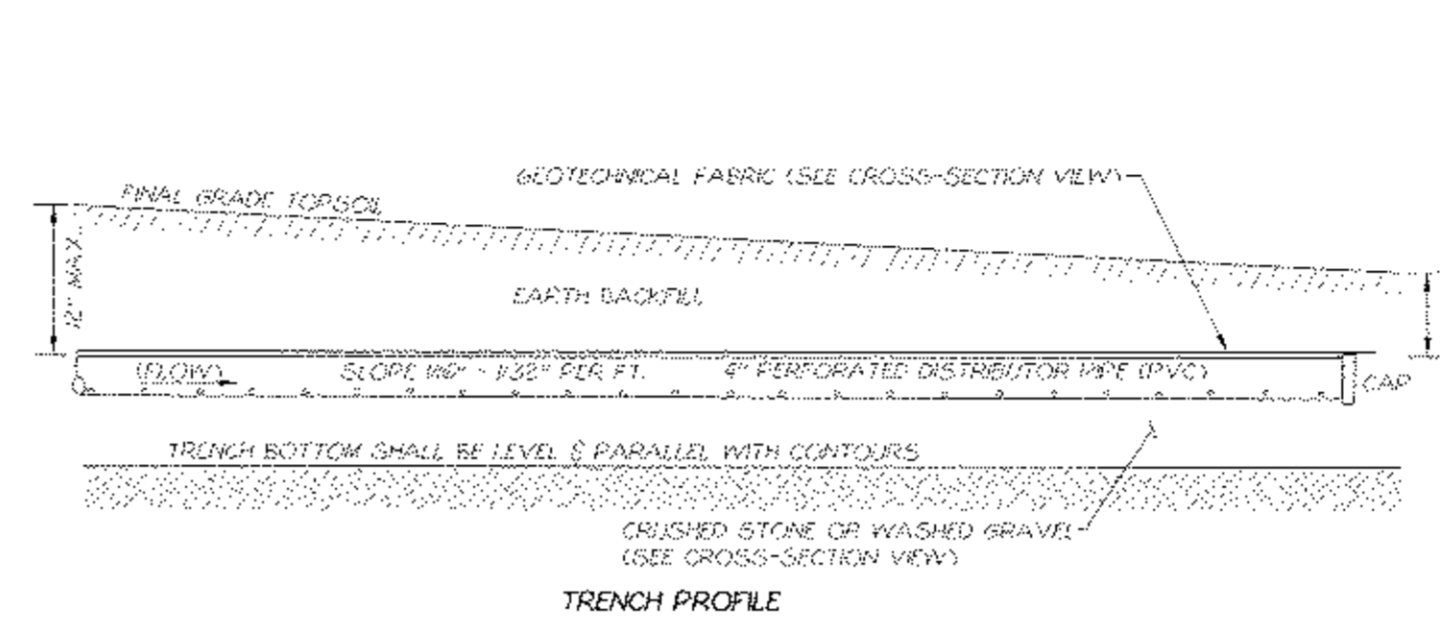 GEOTECHNICAL FABRIC (SEE CROSS-SECTION VIEW)
FINAL GRADE TOPSOIL
12" MAX
EARTH BACKFILL
(FLOW)
SLOPE 1/32" PER FT.
4" PERFORATED DISTRIBUTOR PIPE (PVC)
CAP
TRENCH BOTTOM SHALL BE LEVEL & PARALLEL WITH CONTOURS
CRUSHED STONE OR WASHED GRAVEL
(SEE CROSS-SECTION VIEW)
TRENCH PROFILE